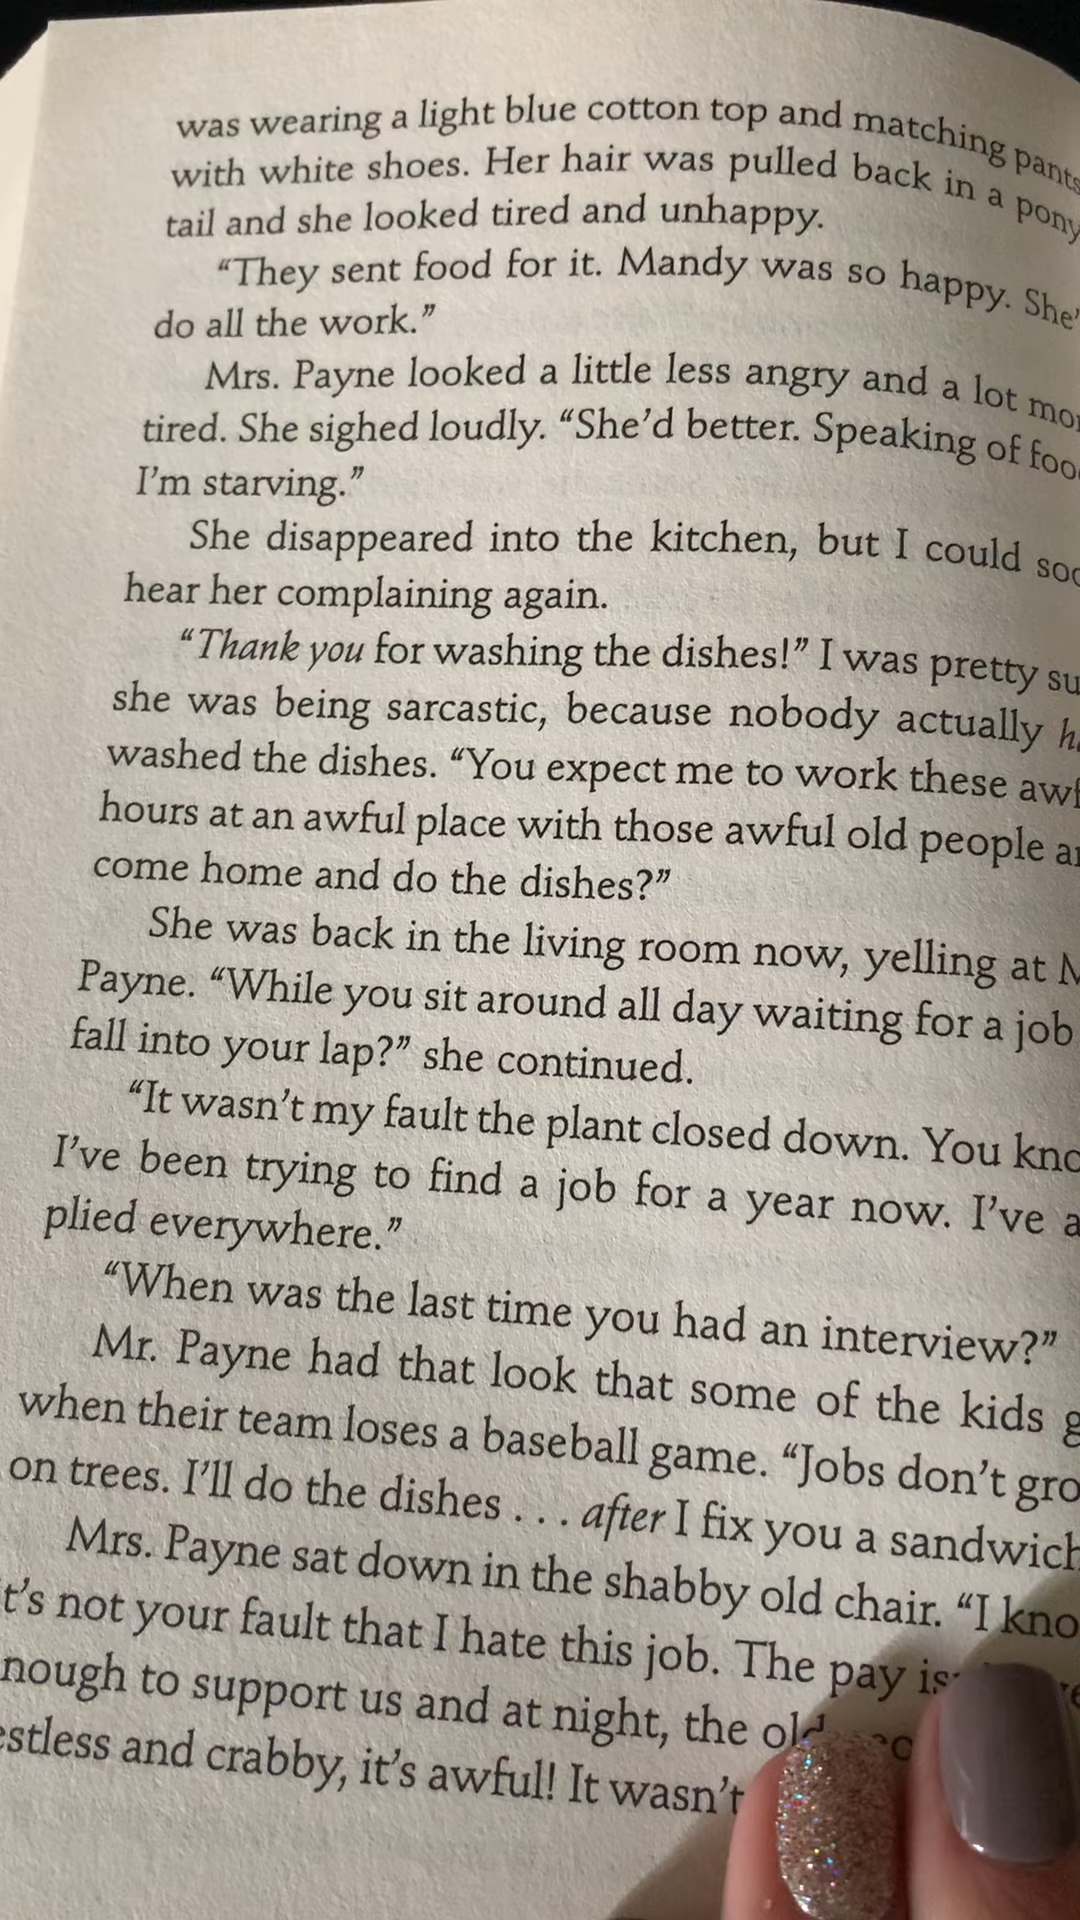 was wearing a light blue cotton top and matching pants
with white shoes. Her hair was pulled back in a pony
tail and she looked tired and unhappy.
“They sent food for it. Mandy was so happy. She’
do all the work.”
Mrs. Payne looked a little less angry and a lot
tired. She sighed loudly. “She’d better. Speaking of
I’m starving.”
She disappeared into the kitchen, but I could
hear her complaining again.
“Thank you for washing the dishes!” I was pretty
she was being sarcastic, because nobody actually
washed the dishes. “You expect me to work these
hours at an awful place with those awful old people
come home and do the dishes?”
She was back in the living room now, yelling at
Payne. “While you sit around all day waiting for a job
fall into your lap?” she continued.
“It wasn’t my fault the plant closed down. You
I’ve been trying to find a job for a year now. I’ve
plied everywhere.”
“When was the last time you had an interview?”
Mr. Payne had that look that some of the kids
when their team loses a baseball game. “Jobs don’t
on trees. I’ll do the dishes . . . after I fix you a sandwich
Mrs. Payne sat down in the shabby old chair. “I
t’s not your fault that I hate this job. The pay
nough to support us and at night, the
stless and crabby, it’s awful! It wasn’t